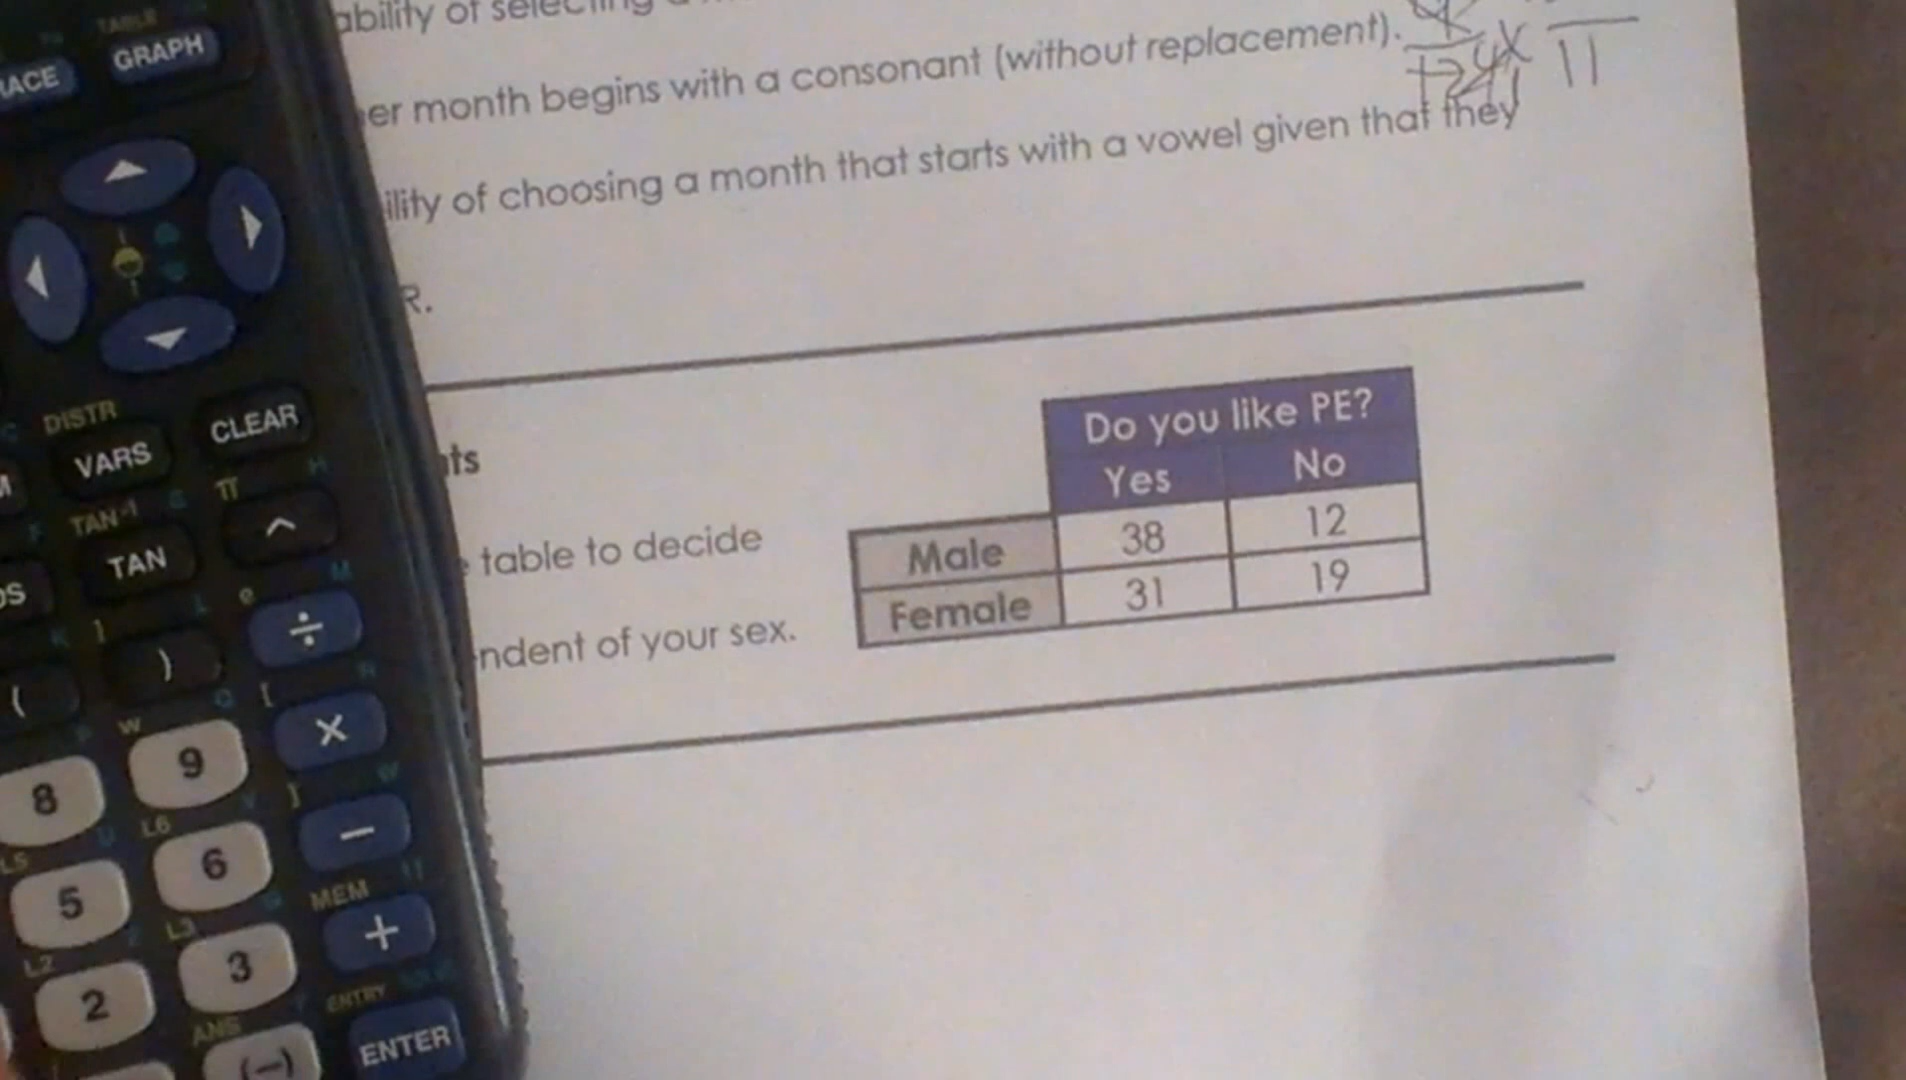 TABLE
GRAPH
ability of selecting a
er month begins with a consonant (without replacement).
11
ility of choosing a month that starts with a vowel given that they
R.
DISTR
VARS CLEAR
TAN-1 π H
TAN ^
÷
( ) ×
8 9
L6
5 6 −
L5 MEM
L2 L3
2 3 +
ANS ENTRY
(−) ENTER
Do you like PE?
Yes No
table to decide
Male 38 12
Female 31 19
ndent of your sex.